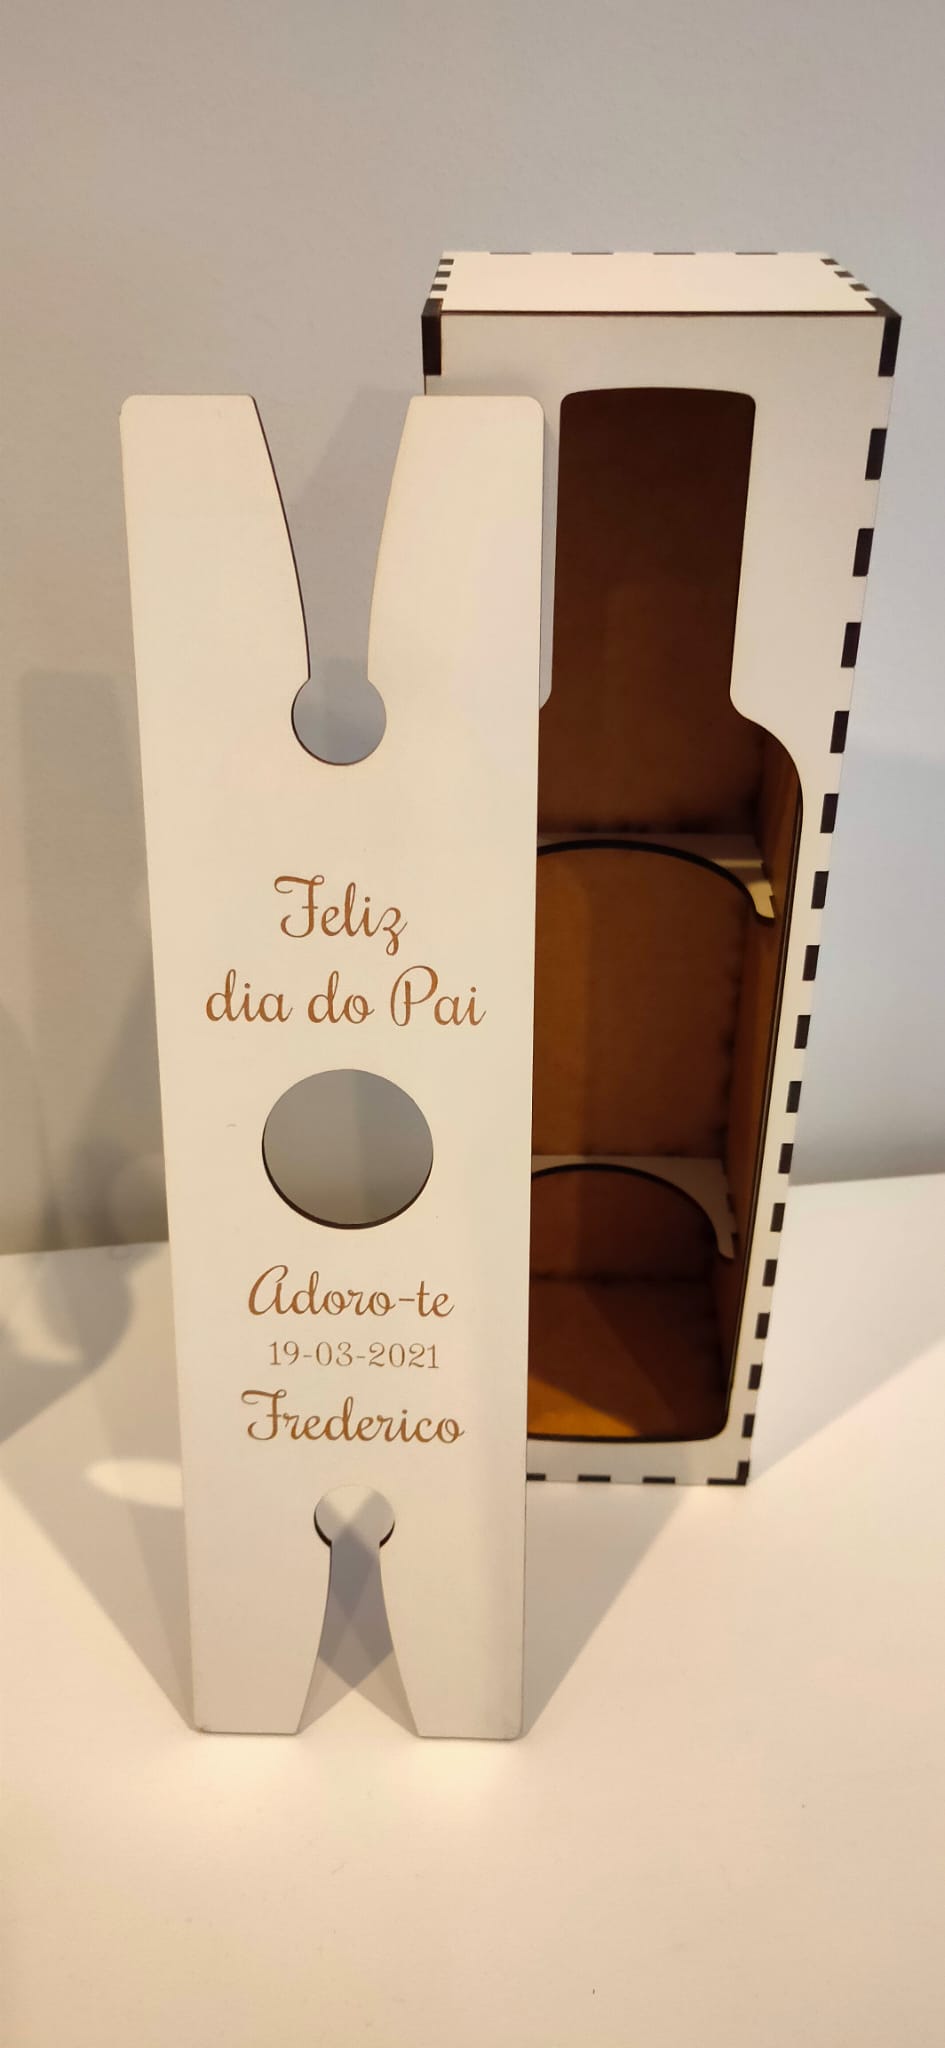 Feliz
dia do Pai
Adoro-te
19-03-2021
Frederico